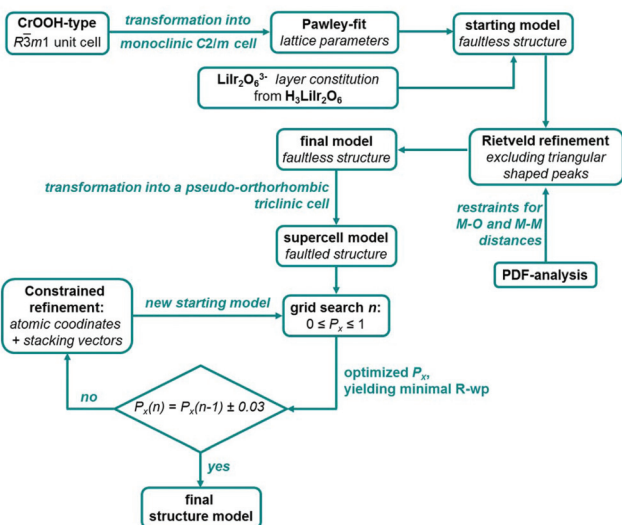 CrOOH-type
R3̅m1 unit cell
transformation into
monoclinic C2/m cell
Pawley-fit
lattice parameters
starting model
faultless structure
LiIr₂O₆³⁻ layer constitution
from H₃LiIr₂O₆
final model
faultless structure
Rietveld refinement
excluding triangular
shaped peaks
transformation into a pseudo-orthorhombic
triclinic cell
restraints for
M-O and M-M
distances
supercell model
faulted structure
PDF-analysis
Constrained
refinement:
atomic coodinates
+ stacking vectors
new starting model
grid search n:
0 ≤ Pₓ ≤ 1
optimized Pₓ,
yielding minimal R-wp
no
Pₓ(n) = Pₓ(n-1) ± 0.03
yes
final
structure model